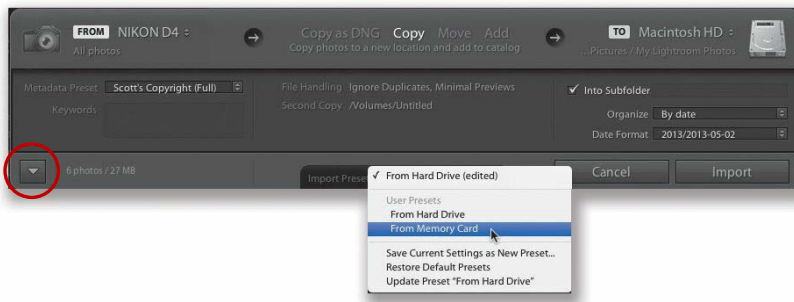 FROM NIKON D4
All photos
Copy as DNG Copy Move Add
Copy photos to a new location and add to catalog
TO Macintosh HD
...Pictures / My Lightroom Photos
Metadata Preset Scott's Copyright (Full)
Keywords
File Handling Ignore Duplicates, Minimal Previews
Second Copy /Volumes/Untitled
✓ Into Subfolder
Organize By date
Date Format 2013/2013-05-02
6 photos / 27 MB
Import Prese
✓ From Hard Drive (edited)
User Presets
From Hard Drive
From Memory Card
Save Current Settings as New Preset...
Restore Default Presets
Update Preset "From Hard Drive"
Cancel
Import